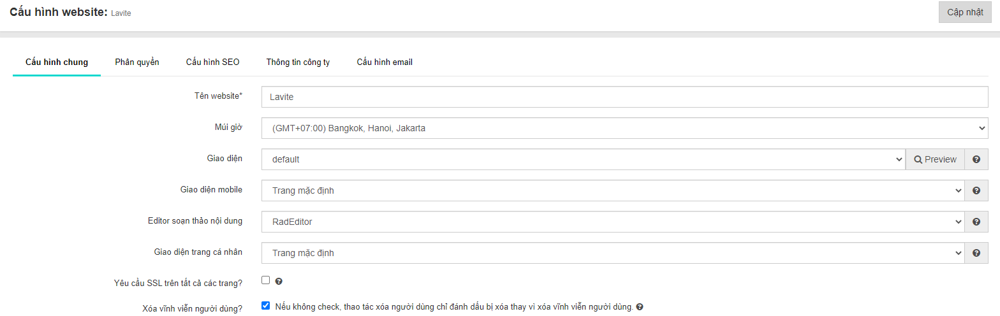 Cấu hình website: Lavite
Cập nhật
Cấu hình chung Phân quyền Cấu hình SEO Thông tin công ty Cấu hình email
Tên website* Lavite
Múi giờ (GMT+07:00) Bangkok, Hanoi, Jakarta
Giao diện default Preview
Giao diện mobile Trang mặc định
Editor soạn thảo nội dung RadEditor
Giao diện trang cá nhân Trang mặc định
Yêu cầu SSL trên tất cả các trang?
Xóa vĩnh viễn người dùng? Nếu không check, thao tác xóa người dùng chỉ đánh dấu bị xóa thay vì xóa vĩnh viễn người dùng.